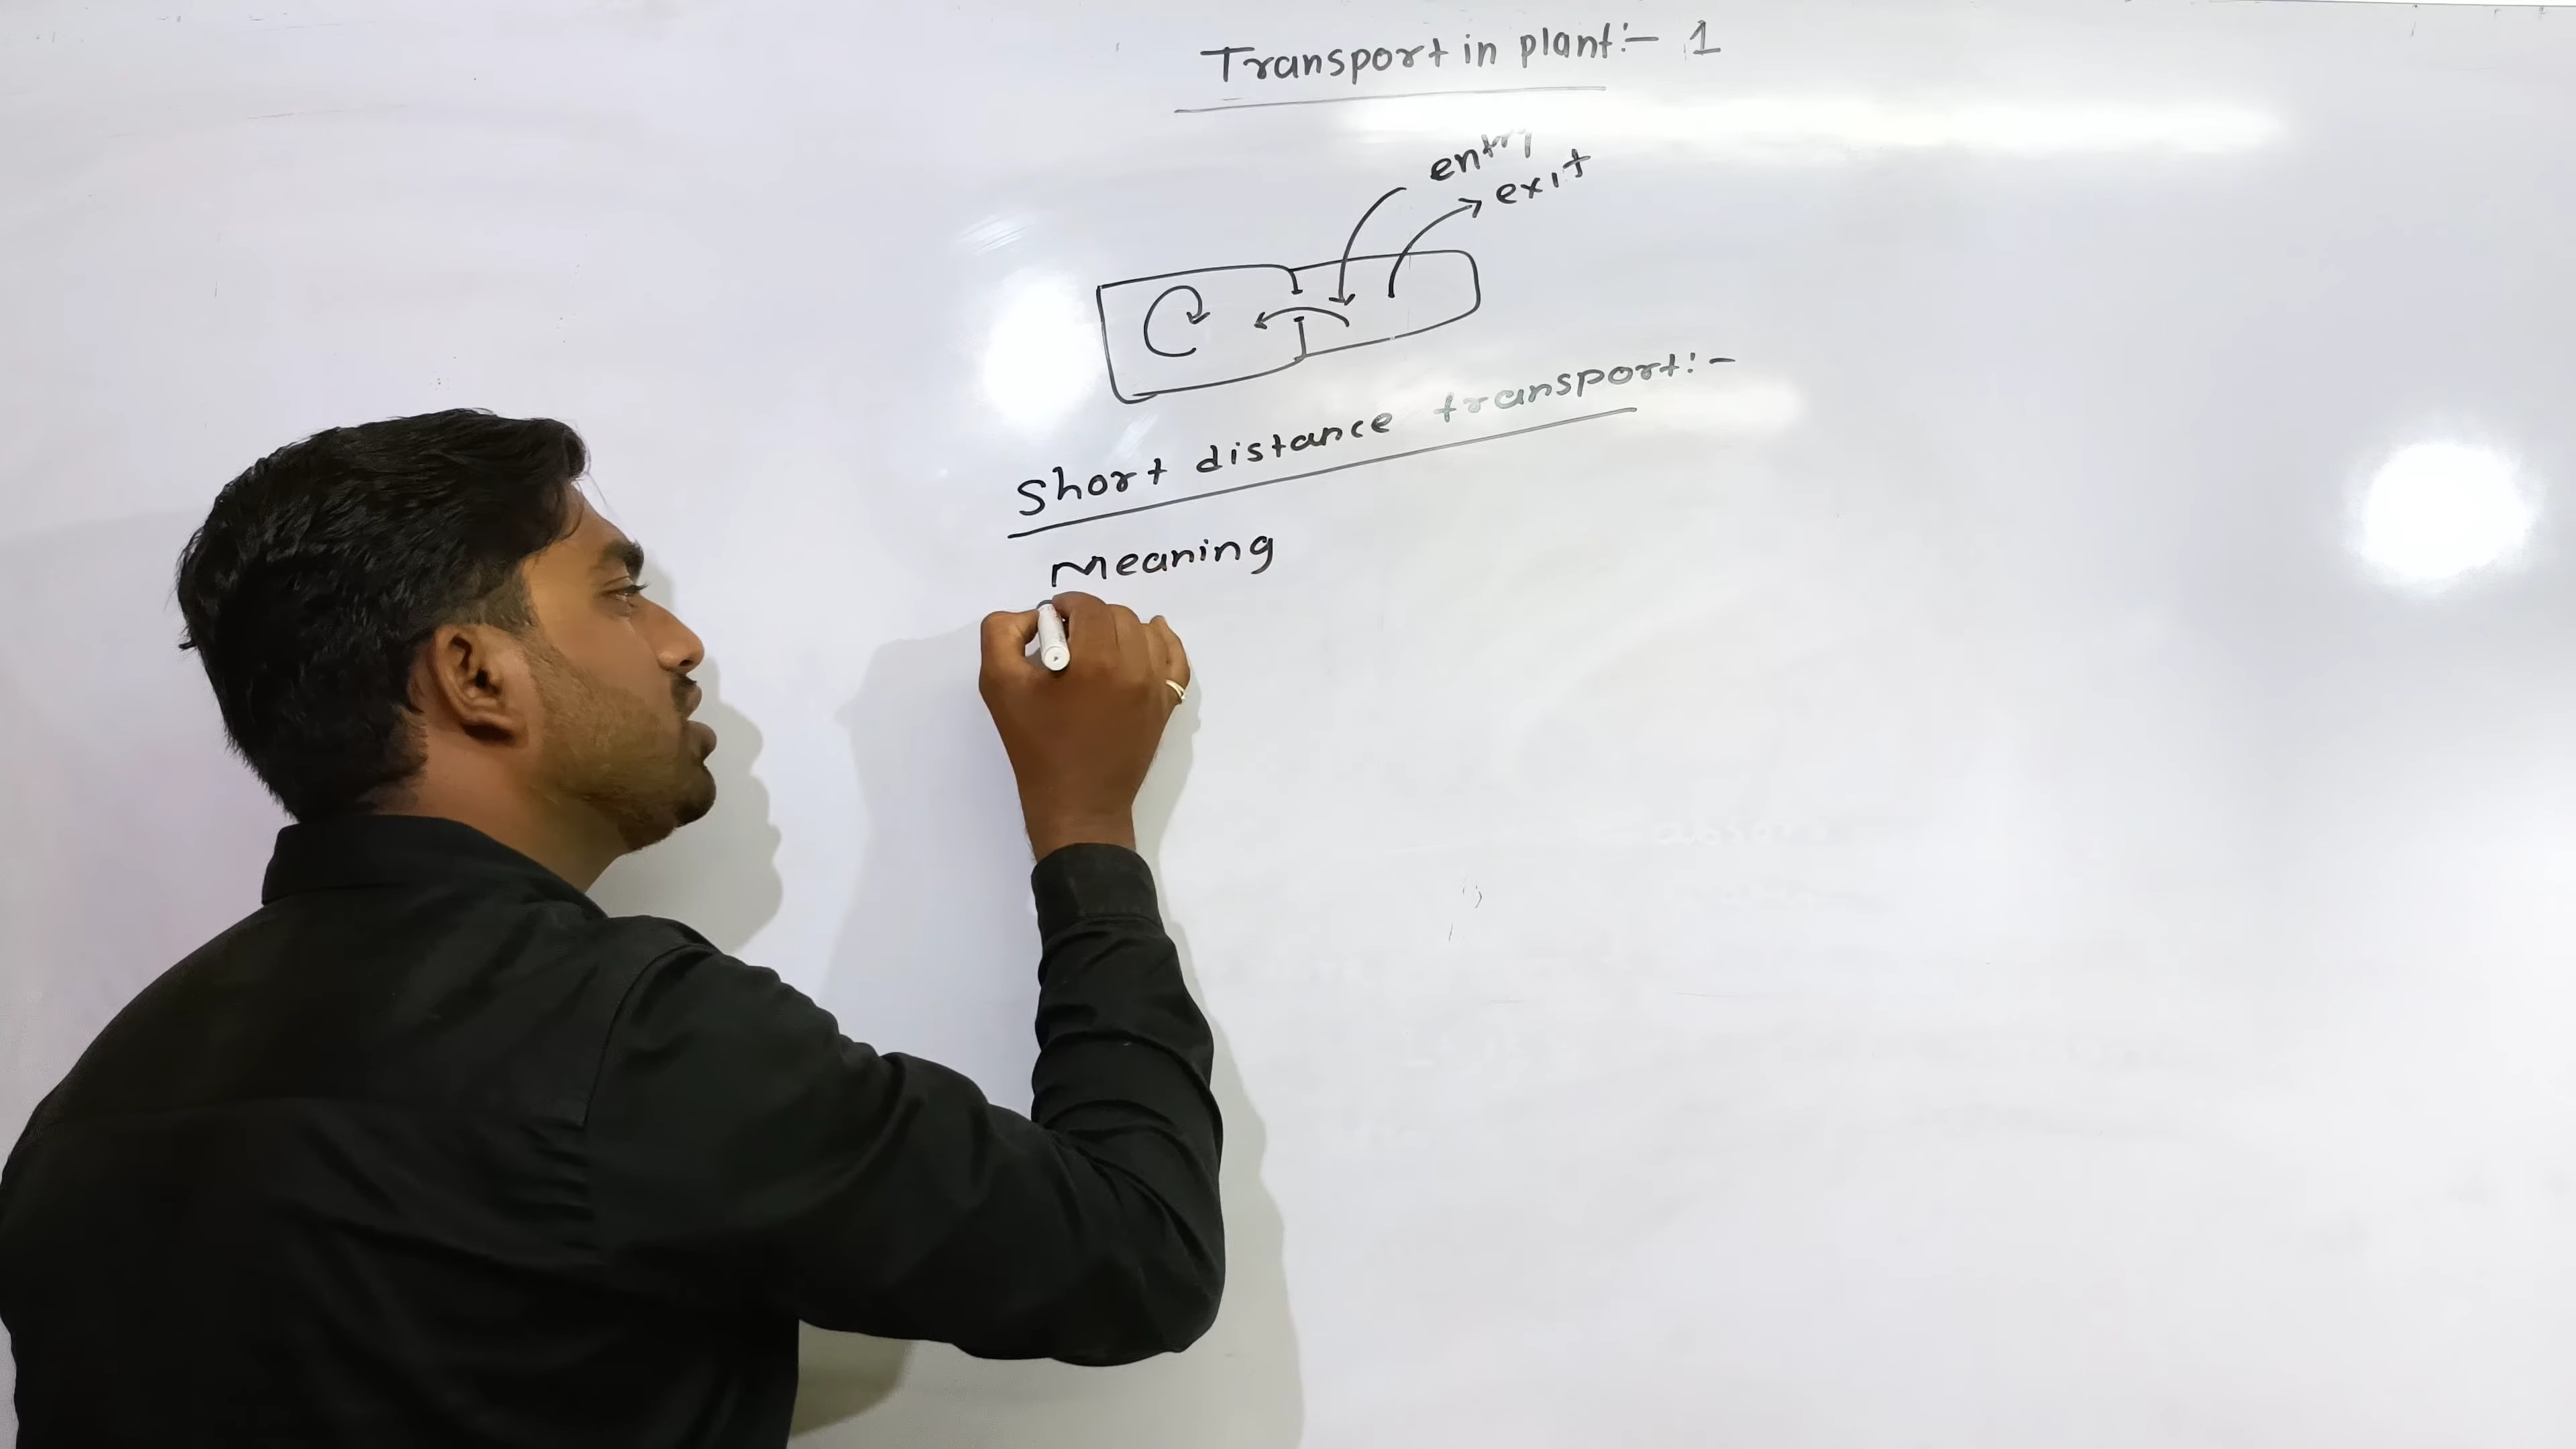 Transport in plant:- 1
entry
exit
Short distance transport:-
Meaning